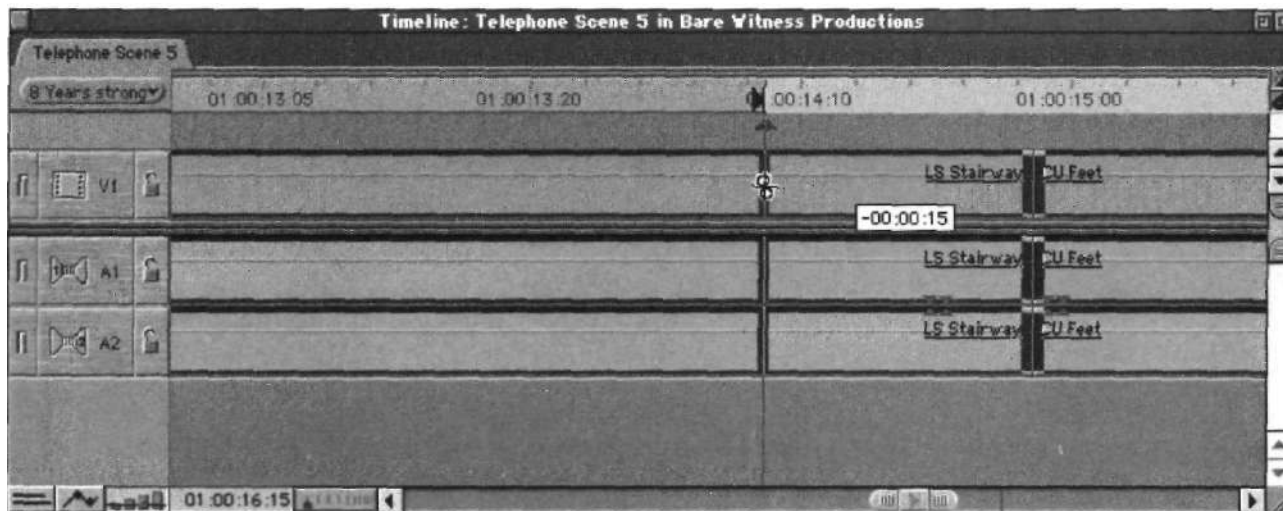 Timeline: Telephone Scene 5 in Bare Witness Productions
Telephone Scene 5
8 Years strong
01:00:13:05 01:00:13:20 :00:14:10 01:00:15:00
V1 LS Stairway CU Feet
-00:00:15
A1 LS Stairway CU Feet
A2 LS Stairway CU Feet
01:00:16:15